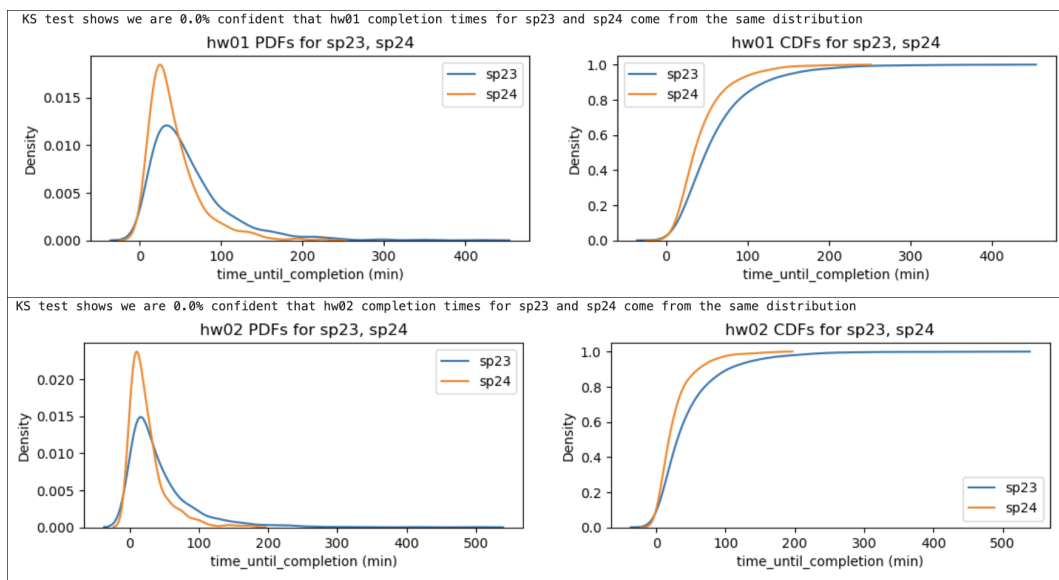 KS test shows we are 0.0% confident that hw01 completion times for sp23 and sp24 come from the same distribution
hw01 PDFs for sp23, sp24
sp23
sp24
0.015
0.010
0.005
0.000
Density
0
100
200
300
400
time_until_completion (min)
hw01 CDFs for sp23, sp24
sp23
sp24
1.0
0.8
0.6
0.4
0.2
0.0
Density
0
100
200
300
400
time_until_completion (min)
KS test shows we are 0.0% confident that hw02 completion times for sp23 and sp24 come from the same distribution
hw02 PDFs for sp23, sp24
sp23
sp24
0.020
0.015
0.010
0.005
0.000
Density
0
100
200
300
400
500
time_until_completion (min)
hw02 CDFs for sp23, sp24
1.0
0.8
0.6
0.4
0.2
0.0
Density
sp23
sp24
0
100
200
300
400
500
time_until_completion (min)